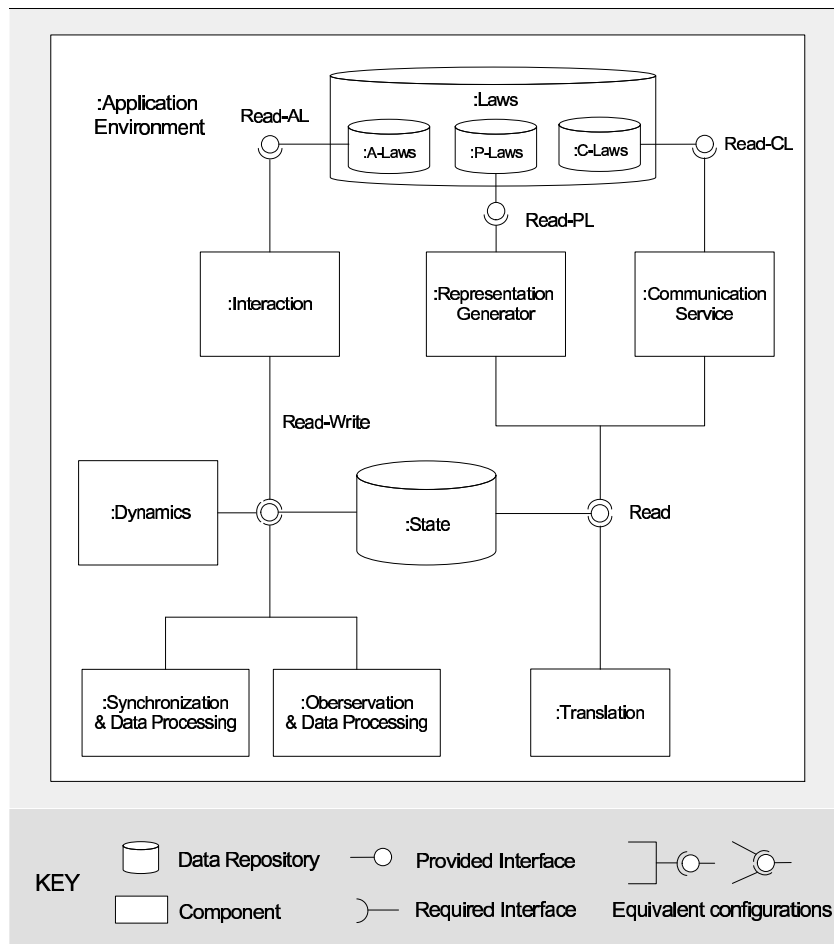 :Application
Environment
Read-AL
:Laws
:A-Laws
:P-Laws
:C-Laws
Read-CL
Read-PL
:Interaction
:Representation
Generator
:Communication
Service
Read-Write
:Dynamics
:State
Read
:Synchronization
& Data Processing
:Oberservation
& Data Processing
:Translation
KEY
Data Repository
Provided Interface
Component
Required Interface
Equivalent configurations